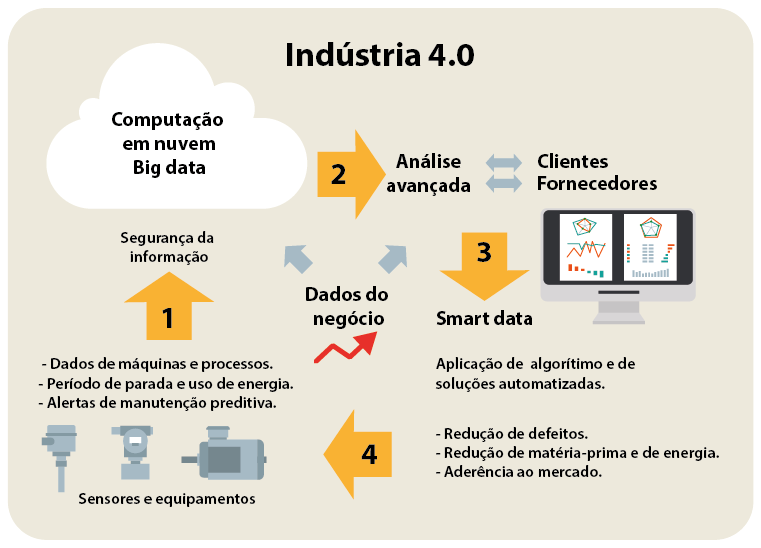 Indústria 4.0
Computação
em nuvem
Big data
2
Análise
avançada
Clientes
Fornecedores
Segurança da
informação
1
Dados do
negócio
3
Smart data
- Dados de máquinas e processos.
- Período de parada e uso de energia.
- Alertas de manutenção preditiva.
Aplicação de algorítimo e de
soluções automatizadas.
4
- Redução de defeitos.
- Redução de matéria-prima e de energia.
- Aderência ao mercado.
Sensores e equipamentos